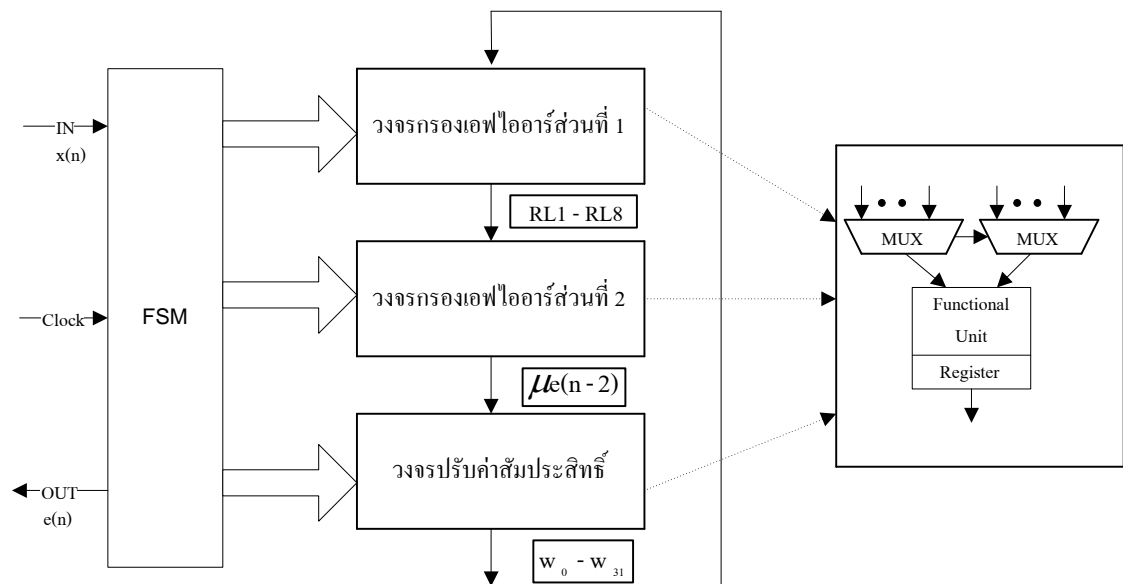 IN
x(n)
Clock
OUT
e(n)
FSM
วงจรกรองเอฟไออาร์ส่วนที่ 1
RL1 - RL8
วงจรกรองเอฟไออาร์ส่วนที่ 2
μe(n - 2)
วงจรปรับค่าสัมประสิทธิ์
w₀ - w₃₁
MUX
MUX
Functional
Unit
Register